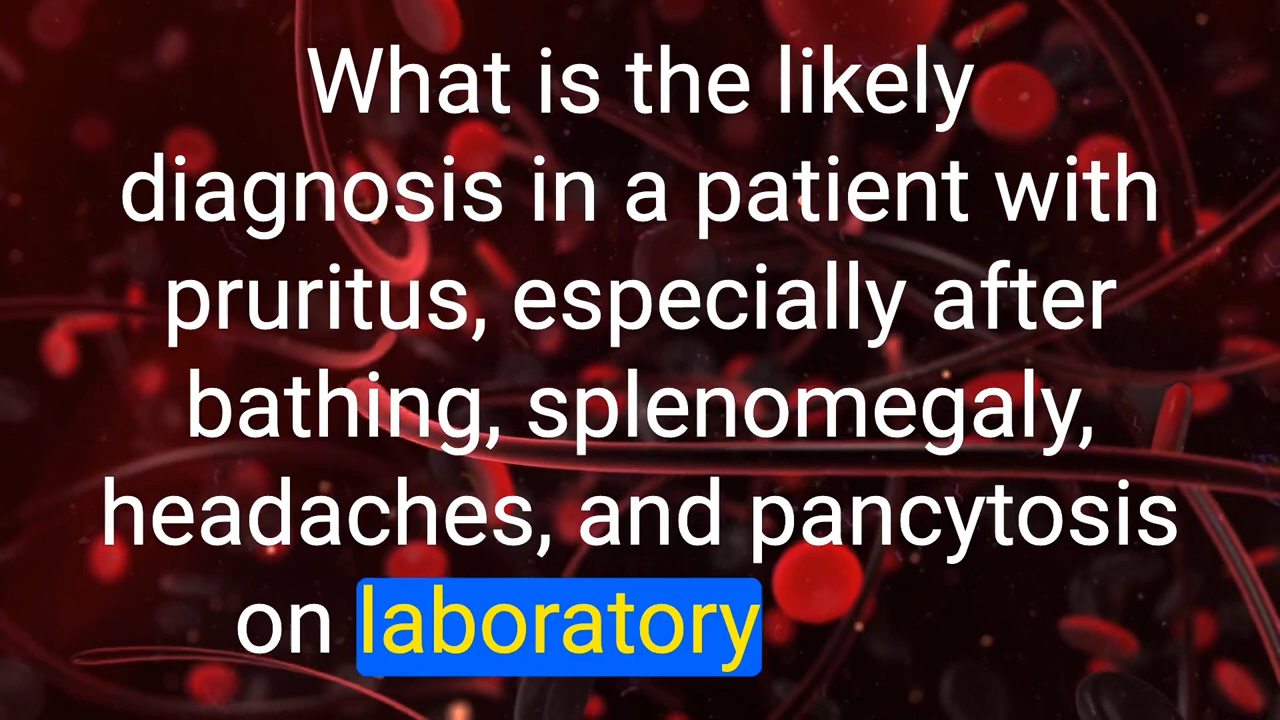 What is the likely
diagnosis in a patient with
pruritus, especially after
bathing, splenomegaly,
headaches, and pancytosis
on laboratory